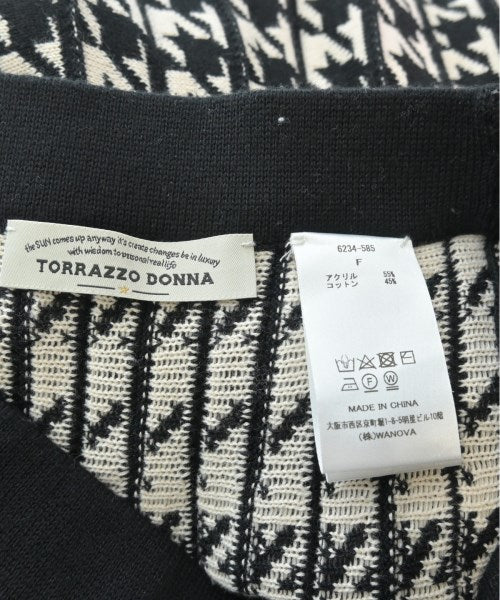 the SUN comes up anyway it's create changes be in luxury
with wisdom to personal real life
TORRAZZO DONNA
6234-585
F
アクリル 55%
コットン 45%
MADE IN CHINA
大阪市西区京町堀1-8-5明星ビル10階
(株)WANOVA